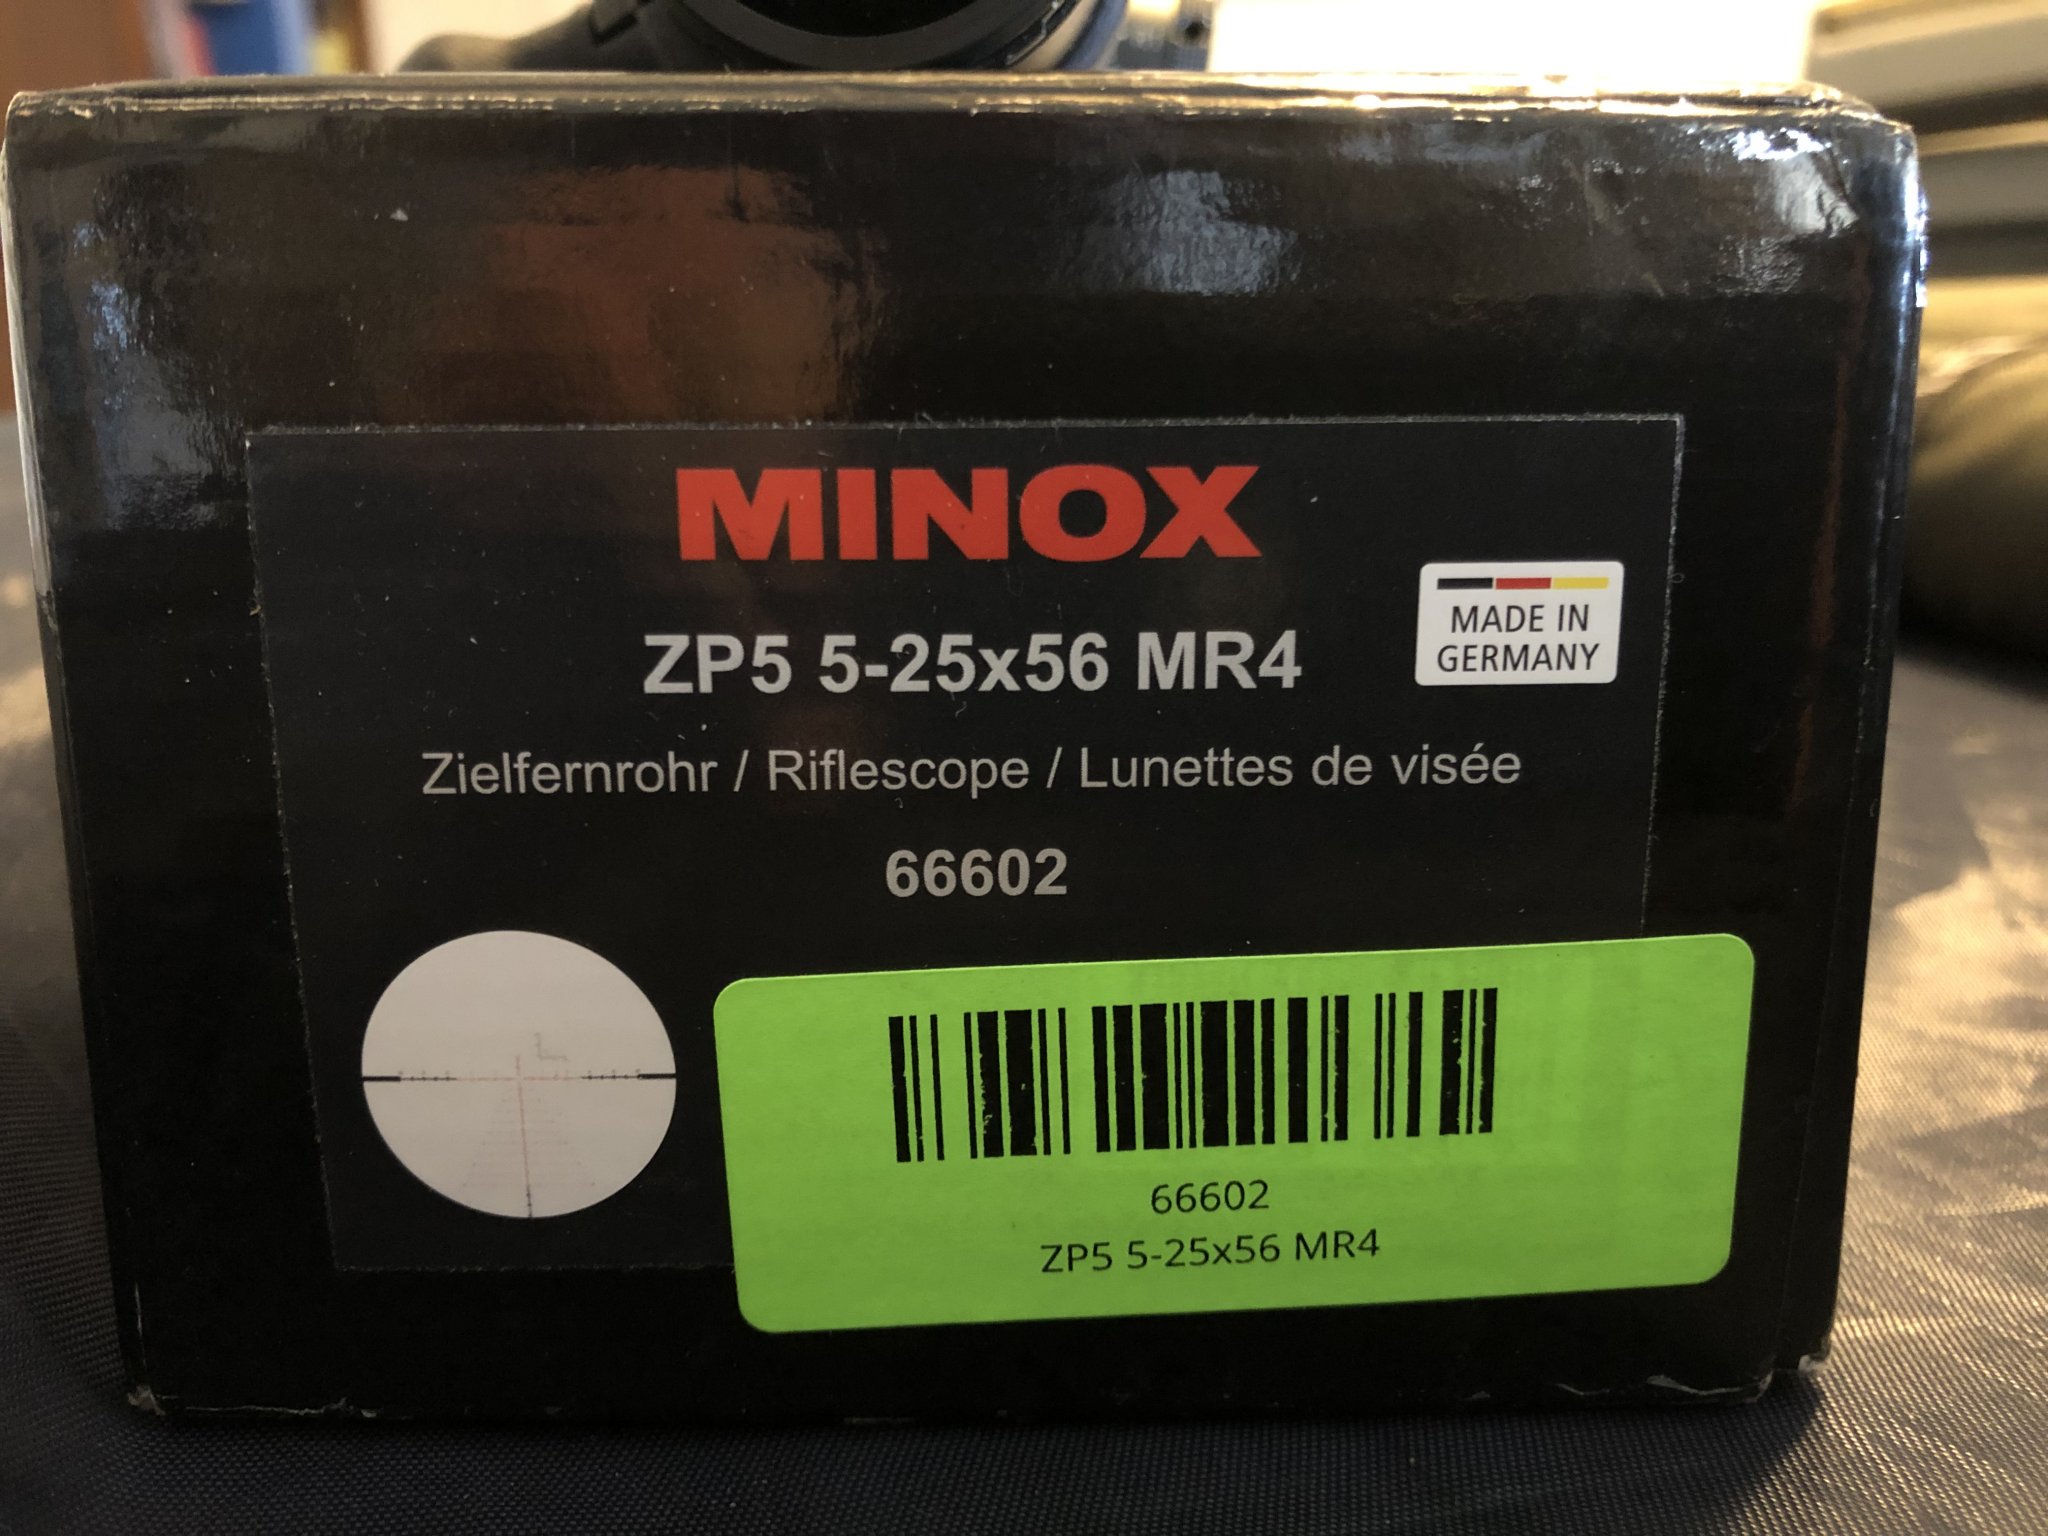 MINOX
ZP5 5-25x56 MR4
MADE IN
GERMANY
Zielfernrohr / Riflescope / Lunettes de visée
66602
66602
ZP5 5-25x56 MR4